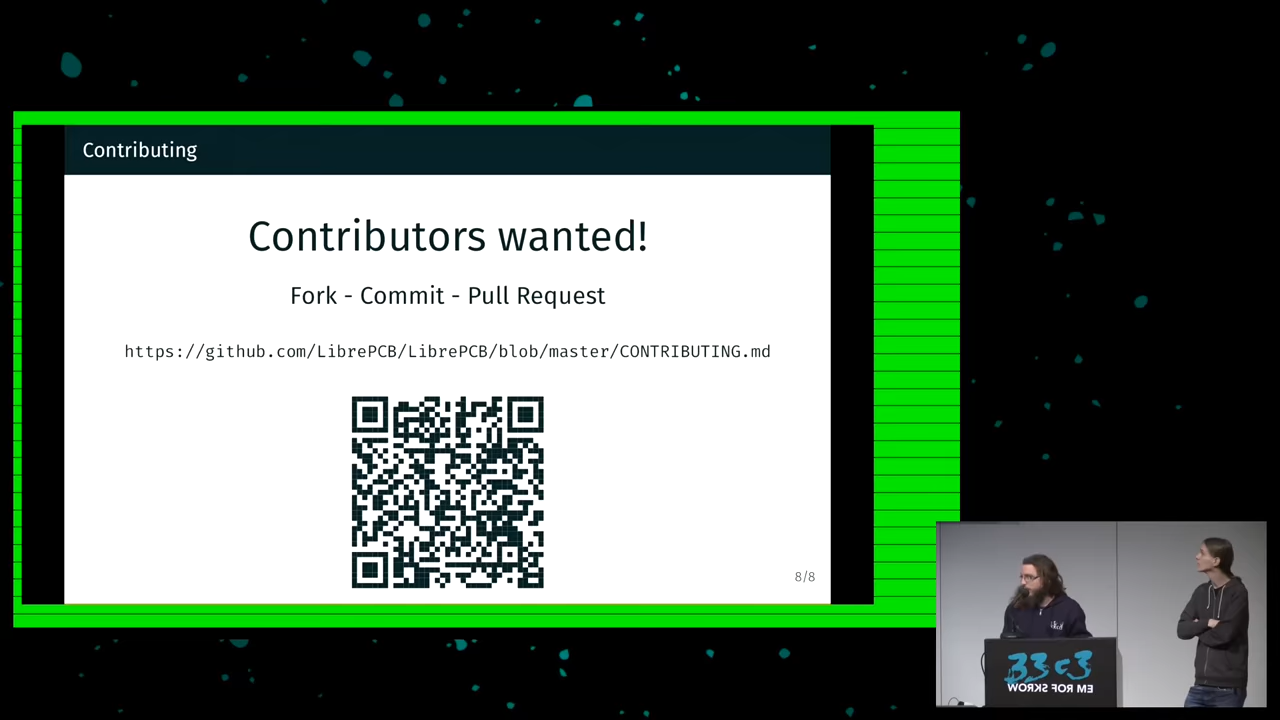 Contributing
Contributors wanted!
Fork - Commit - Pull Request
https://github.com/LibrePCB/LibrePCB/blob/master/CONTRIBUTING.md
8/8
33c3
WORKS FOR ME